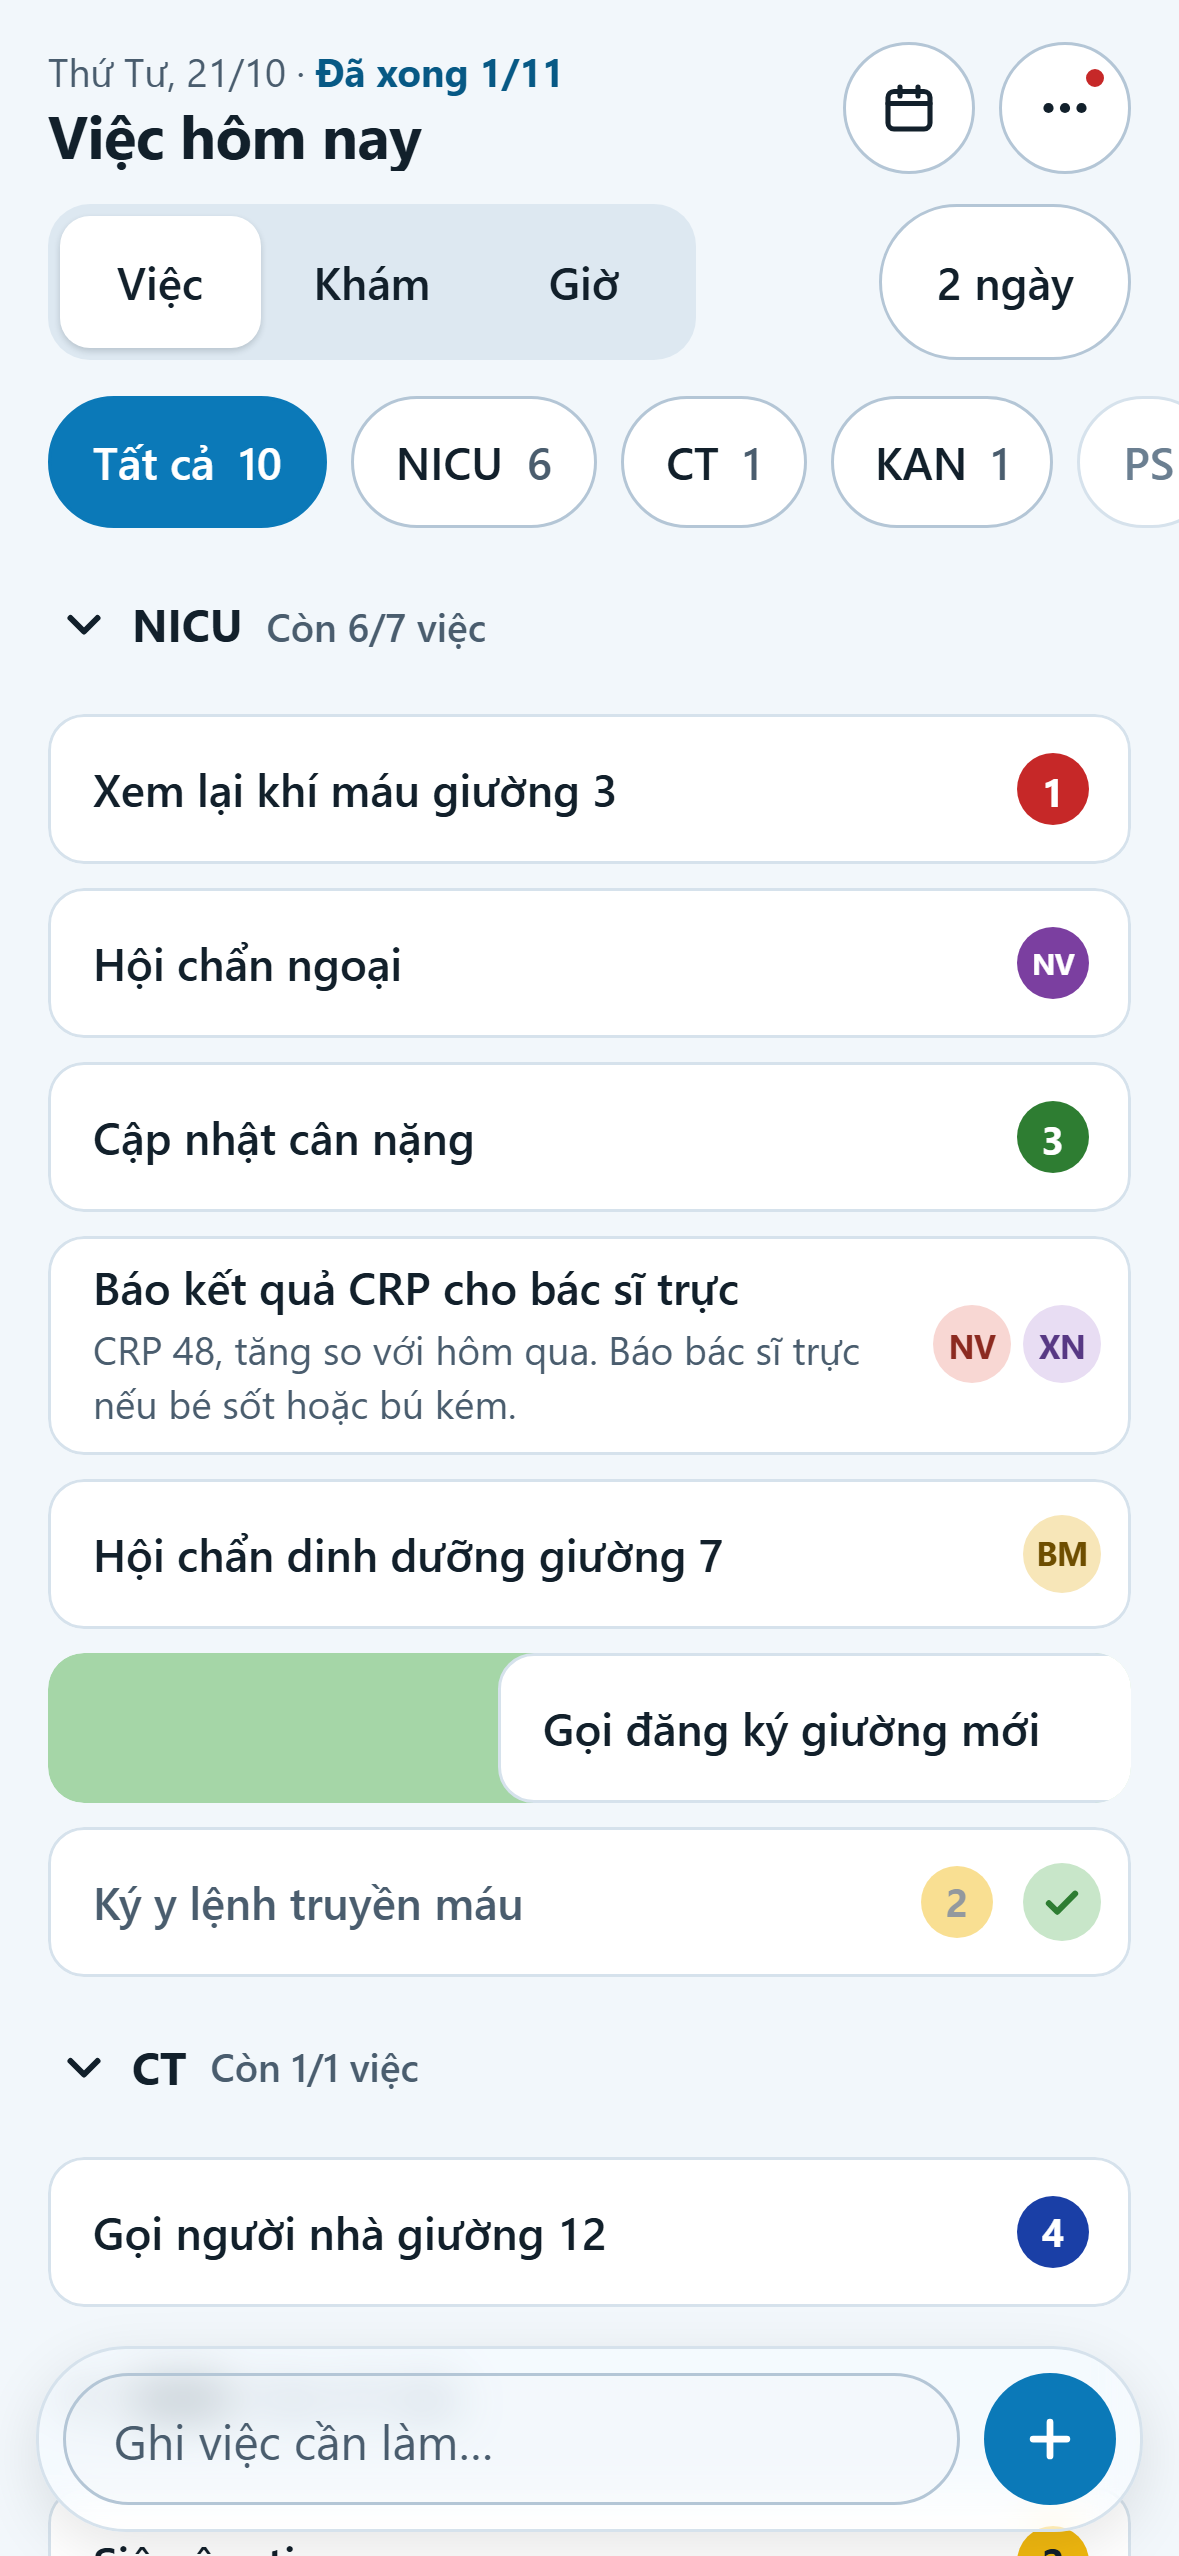 Thứ Tư, 21/10 · Đã xong 1/11
Việc hôm nay
Việc Khám Giờ 2 ngày
Tất cả 10 NICU 6 CT 1 KAN 1 PS
NICU Còn 6/7 việc
Xem lại khí máu giường 3 1
Hội chẩn ngoại NV
Cập nhật cân nặng 3
Báo kết quả CRP cho bác sĩ trực
CRP 48, tăng so với hôm qua. Báo bác sĩ trực
nếu bé sốt hoặc bú kém.
NV XN
Hội chẩn dinh dưỡng giường 7 BM
Gọi đăng ký giường mới
Ký y lệnh truyền máu 2
CT Còn 1/1 việc
Gọi người nhà giường 12 4
Ghi việc cần làm...